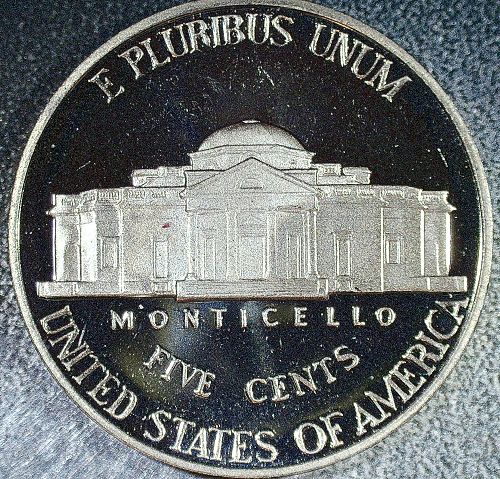 E PLURIBUS UNUM
MONTICELLO
FIVE CENTS
UNITED STATES OF AMERICA